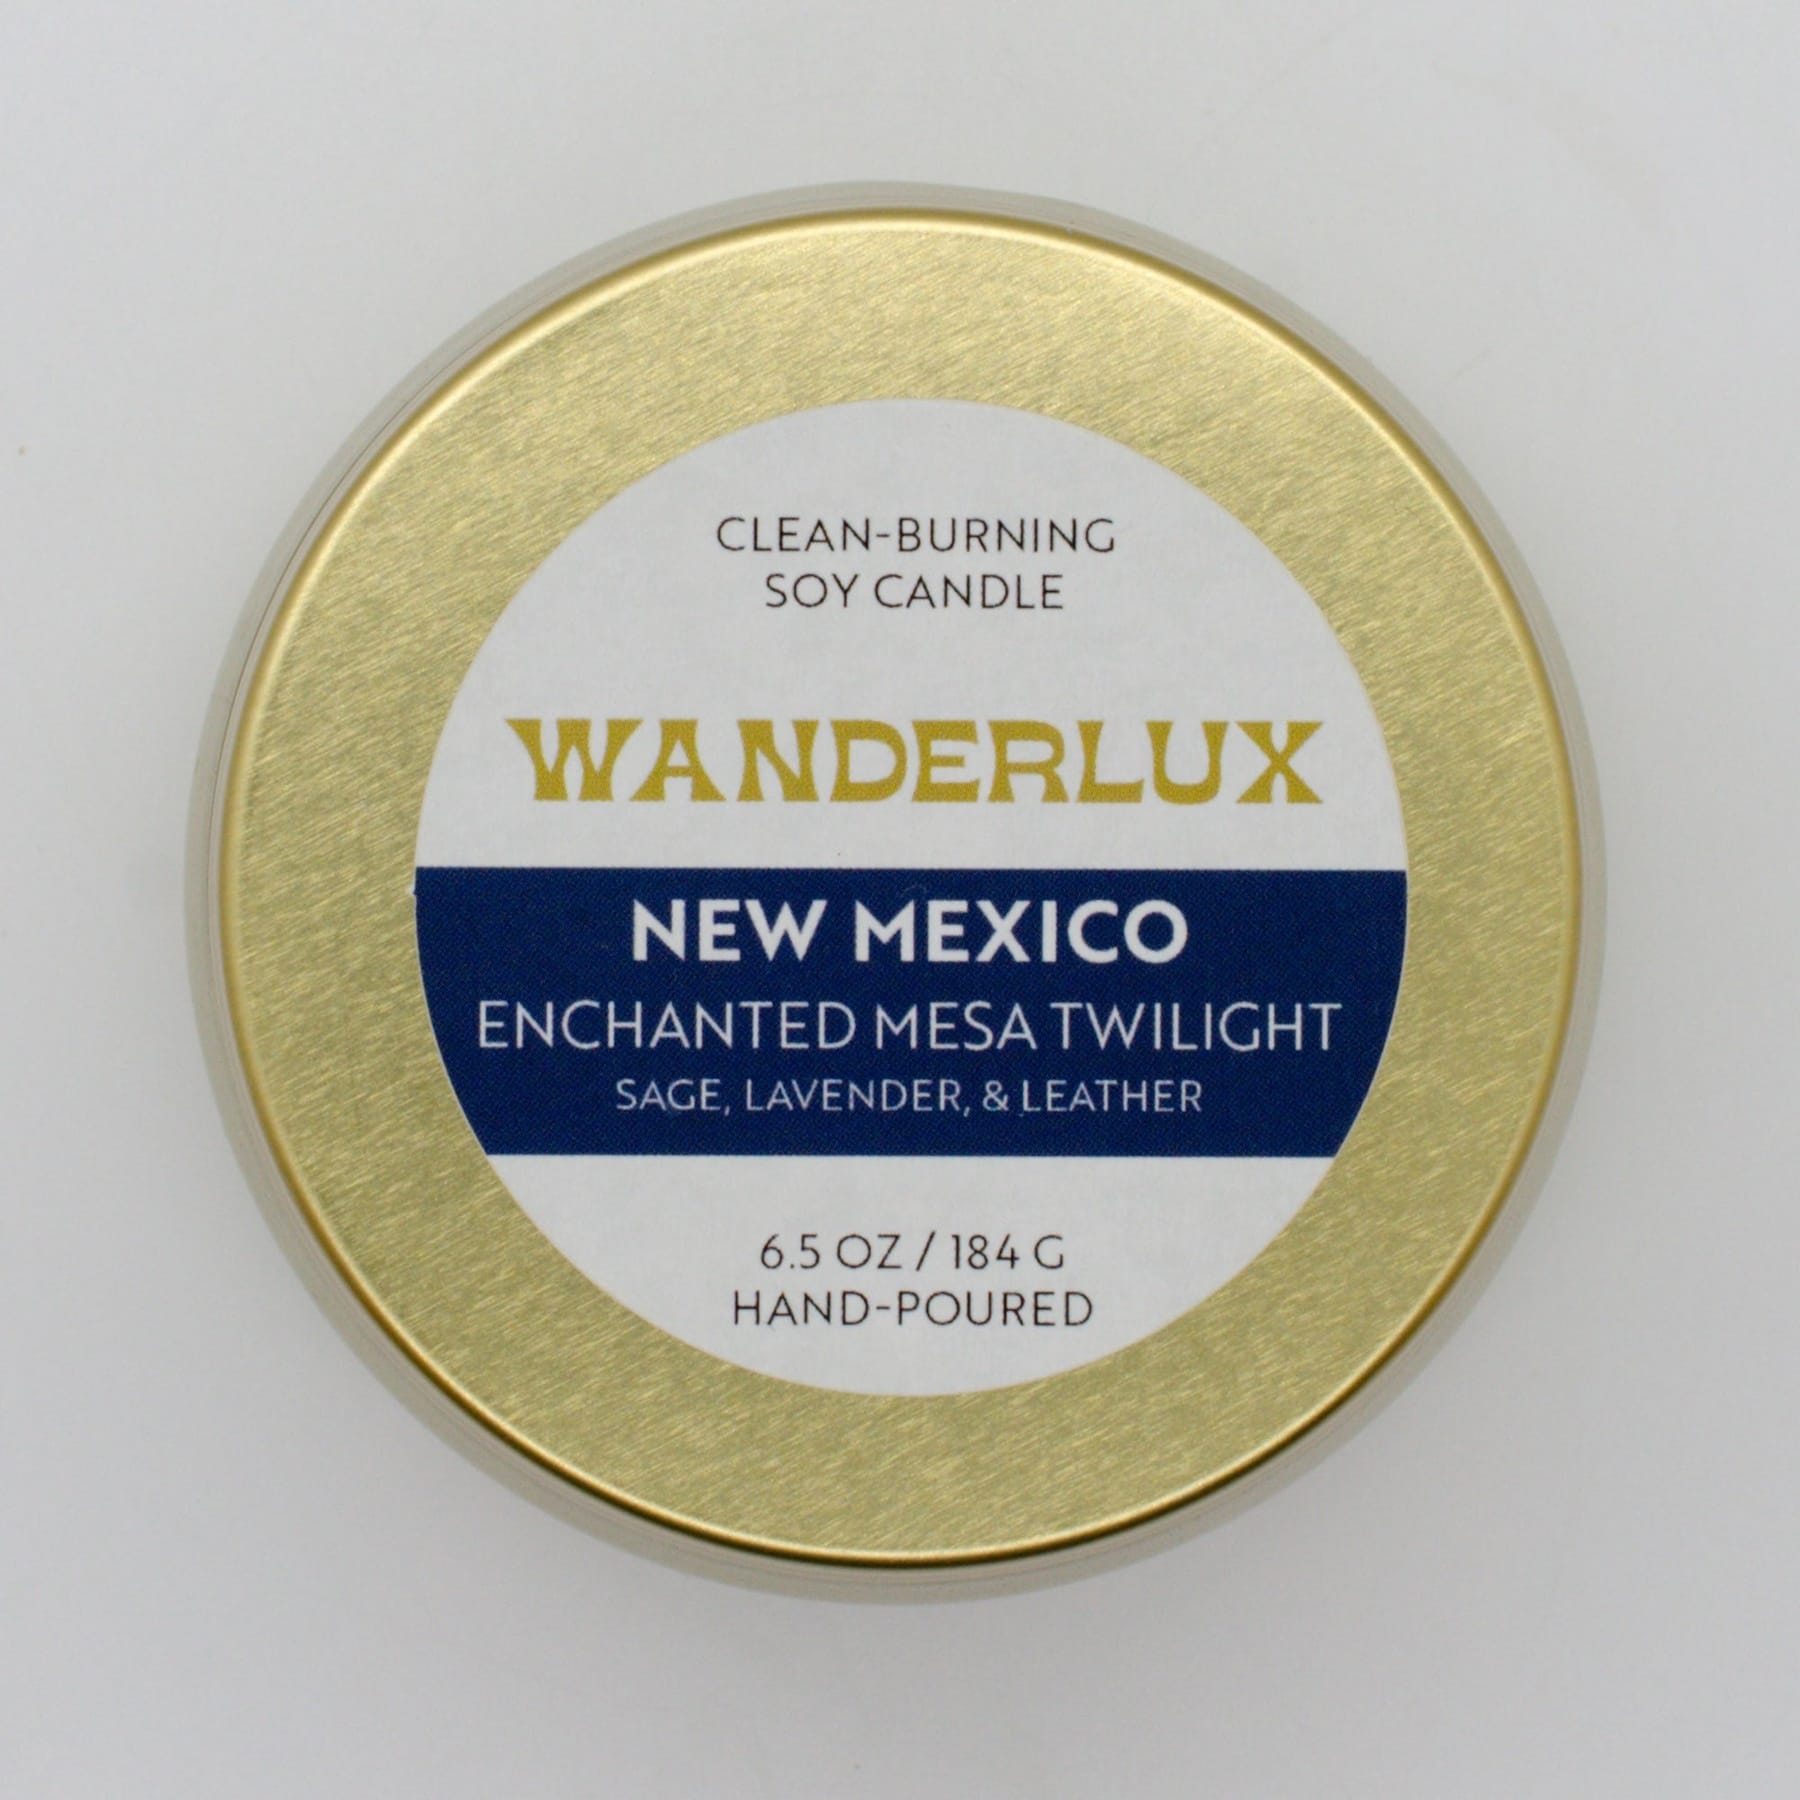 CLEAN-BURNING
SOY CANDLE
WANDERLUX
NEW MEXICO
ENCHANTED MESA TWILIGHT
SAGE, LAVENDER, & LEATHER
6.5 OZ / 184 G
HAND-POURED